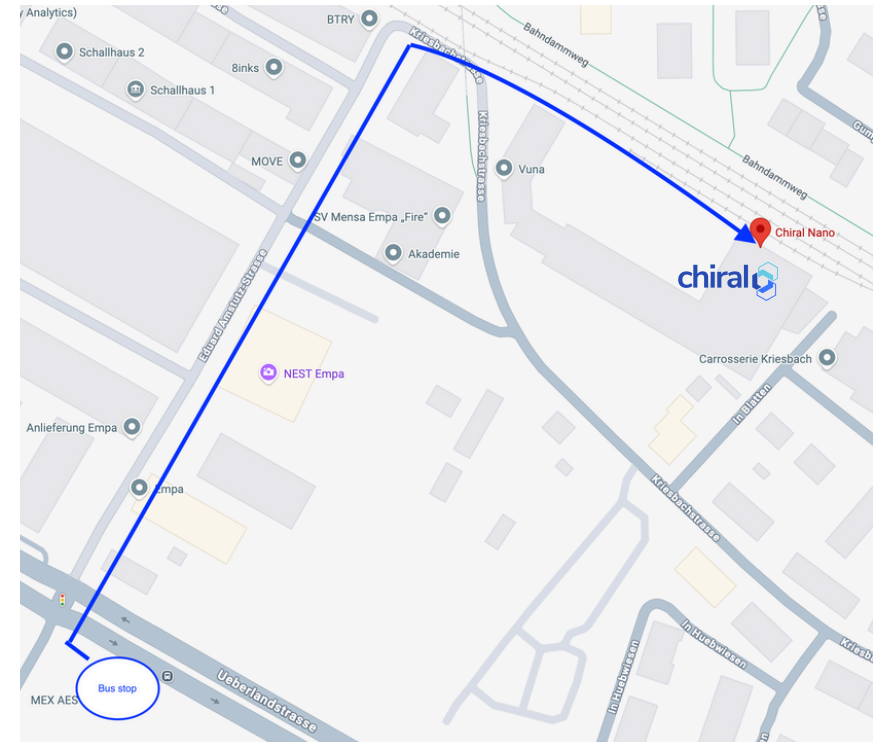 y Analytics)
BTRY
Kriesbachstrasse
Bahndammweg
Schallhaus 2
8inks
Schallhaus 1
Kriesbachstrasse
MOVE
Vuna
Bahndammweg
SV Mensa Empa „Fire“
Chiral Nano
Akademie
chiral
Eduard Amstutz-Strasse
Carrosserie Kriesbach
NEST Empa
In Blatten
Anlieferung Empa
Empa
Kriesbachstrasse
In Huebwiesen
In Huebwiesen
Bus stop
MEX AES
Ueberlandstrasse